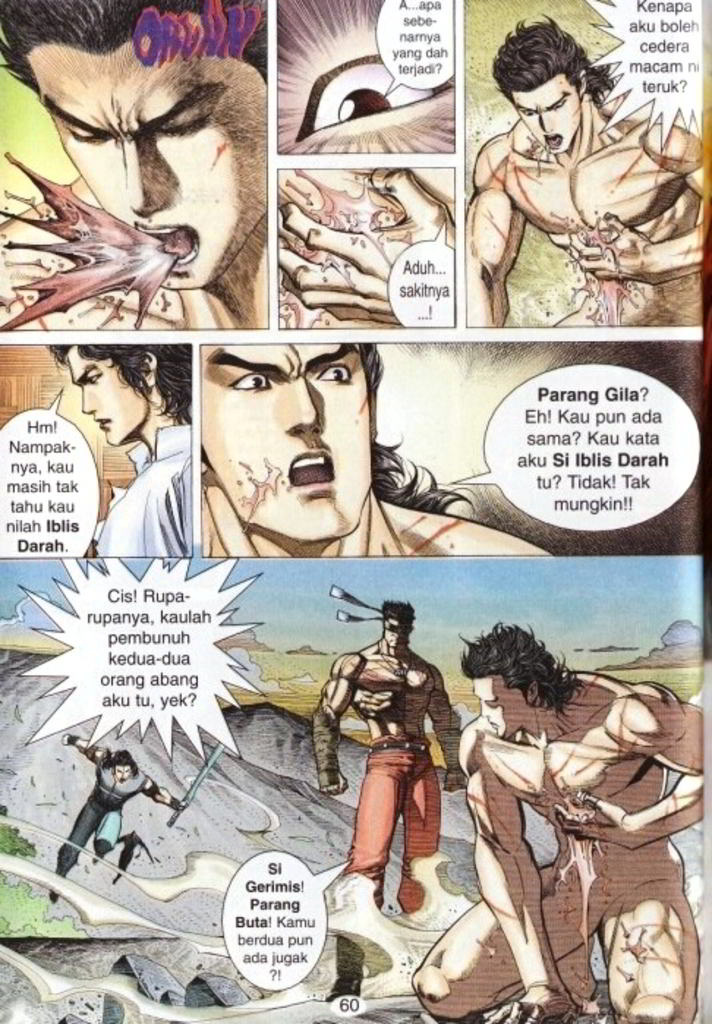 ORWAN
A...apa
sebe-
narnya
yang dah
terjadi?
Kenapa
aku boleh
cedera
macam ni
teruk?
Aduh...
sakitnya
...!
Hm!
Nampak-
nya, kau
masih tak
tahu kau
nilah Iblis
Darah.
Parang Gila?
Eh! Kau pun ada
sama? Kau kata
aku Si Iblis Darah
tu? Tidak! Tak
mungkin!!
Cis! Rupa-
rupanya, kaulah
pembunuh
kedua-dua
orang abang
aku tu, yek?
Si
Gerimis!
Parang
Buta! Kamu
berdua pun
ada jugak
?!
60